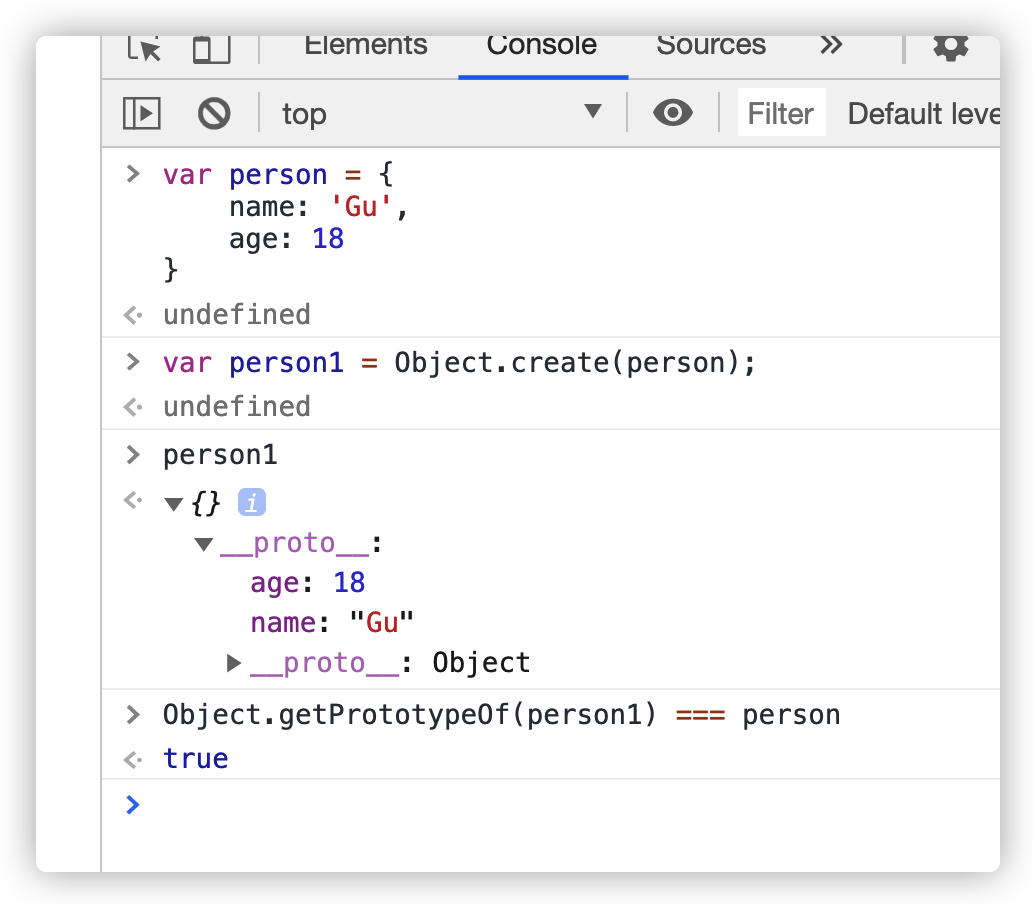 Elements Console Sources »
top Filter Default leve
> var person = {
name: 'Gu',
age: 18
}
undefined
> var person1 = Object.create(person);
undefined
> person1
{} i
__proto__:
age: 18
name: "Gu"
__proto__: Object
> Object.getPrototypeOf(person1) === person
true
>